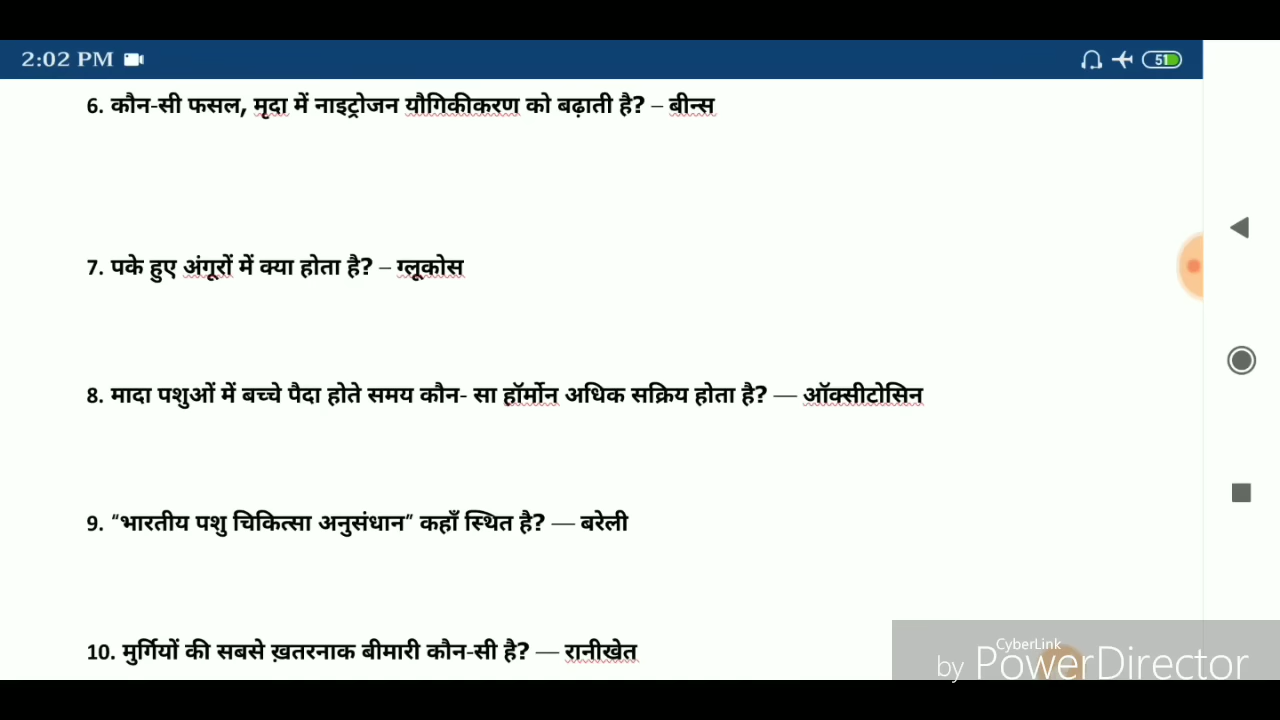 2:02 PM
51
6. कौन-सी फसल, मृदा में नाइट्रोजन यौगिकीकरण को बढ़ाती है? – बीन्स
7. पके हुए अंगूरों में क्या होता है? – ग्लूकोस
8. मादा पशुओं में बच्चे पैदा होते समय कौन- सा हॉर्मोन अधिक सक्रिय होता है? — ऑक्सीटोसिन
9. “भारतीय पशु चिकित्सा अनुसंधान” कहाँ स्थित है? — बरेली
10. मुर्गियों की सबसे ख़तरनाक बीमारी कौन-सी है? — रानीखेत
CyberLink
by PowerDirector